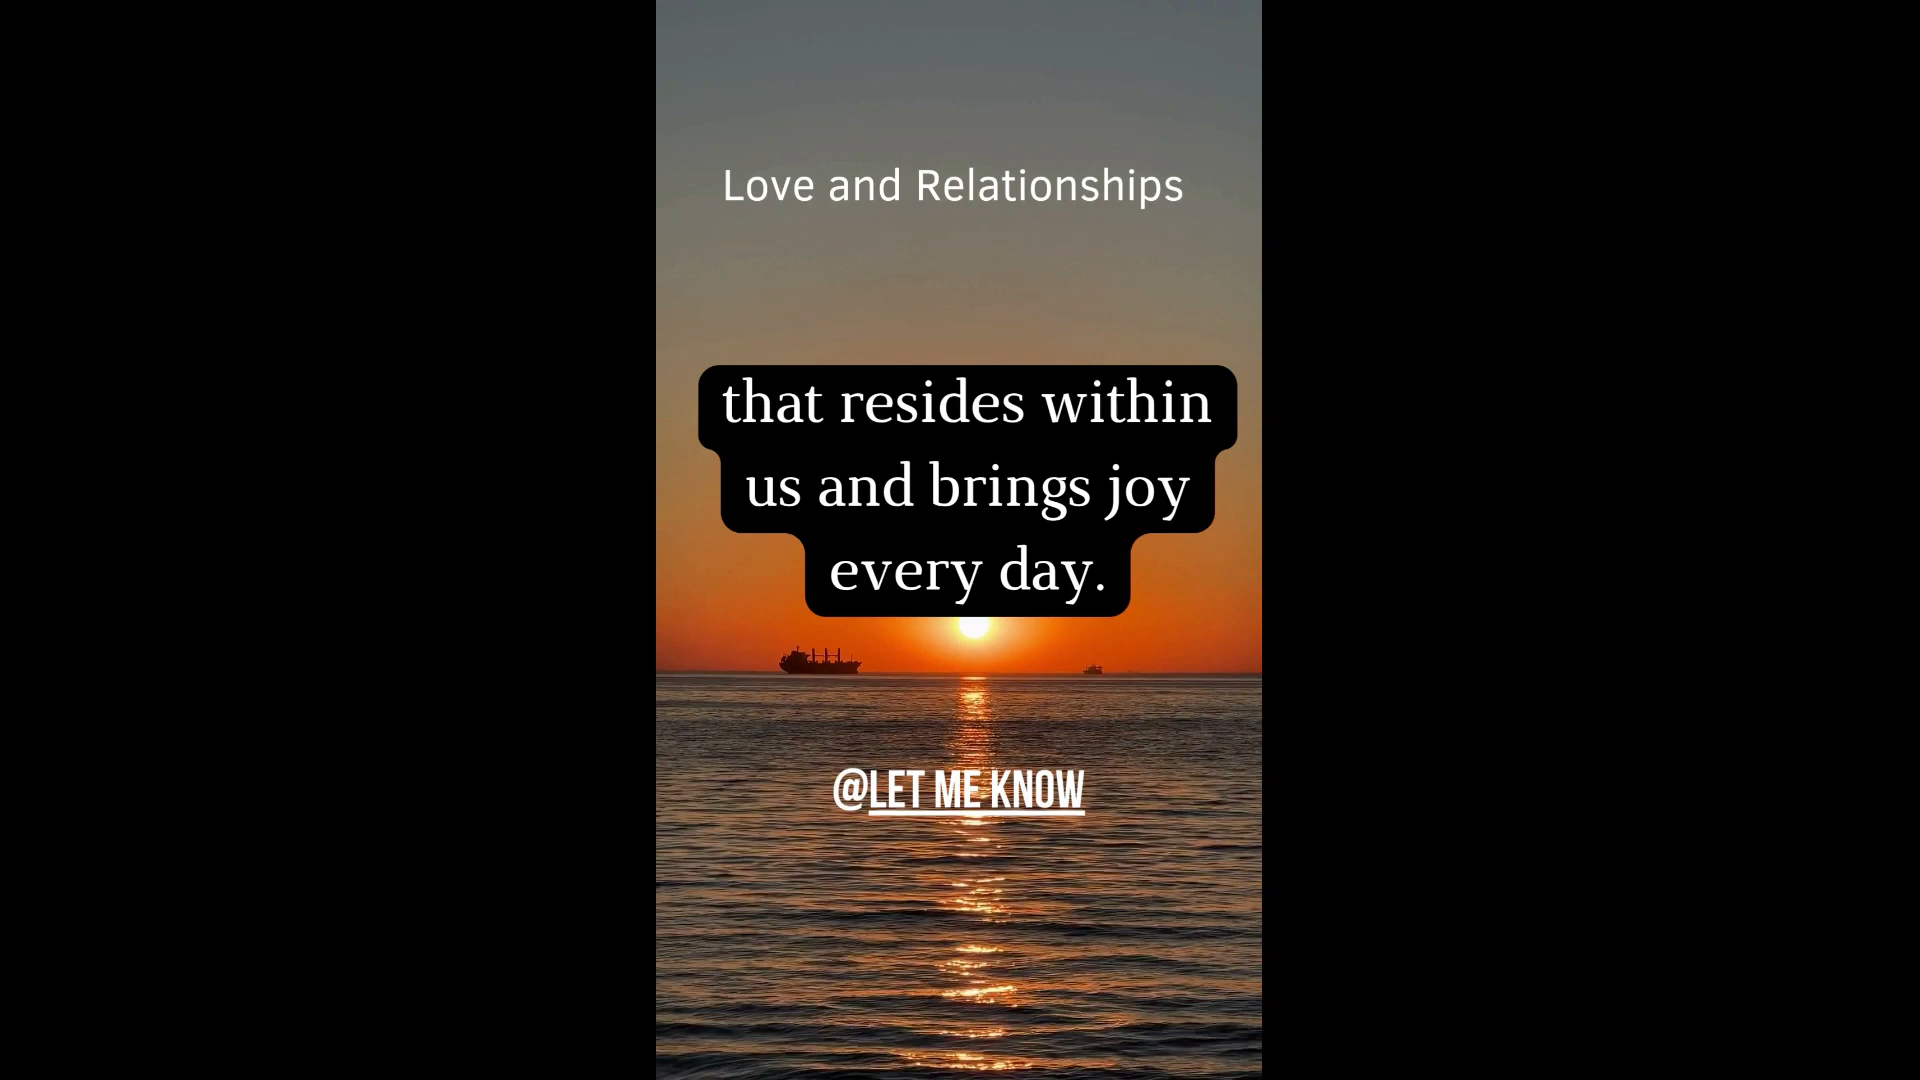 Love and Relationships
that resides within
us and brings joy
every day.
@LET ME KNOW